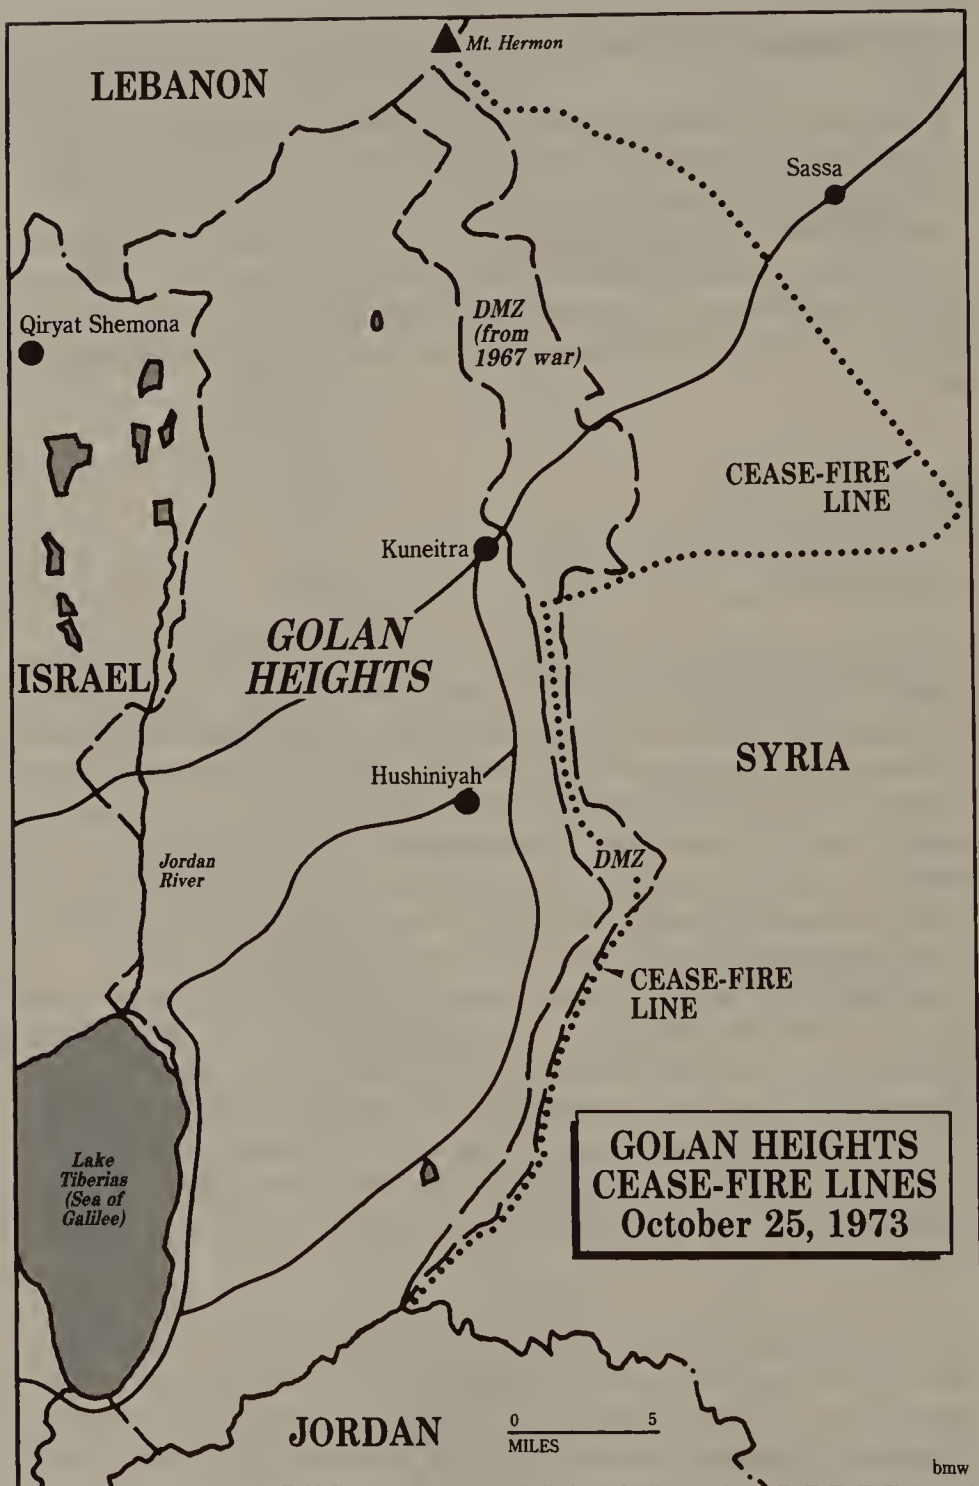 Mt. Hermon
LEBANON
Sassa
Qiryat Shemona
DMZ
(from
1967 war)
CEASE-FIRE
LINE
Kuneitra
GOLAN
HEIGHTS
ISRAEL
SYRIA
Hushiniyah
Jordan
River
DMZ
CEASE-FIRE
LINE
Lake
Tiberias
(Sea of
Galilee)
GOLAN HEIGHTS
CEASE-FIRE LINES
October 25, 1973
JORDAN
0 5
MILES
bmw